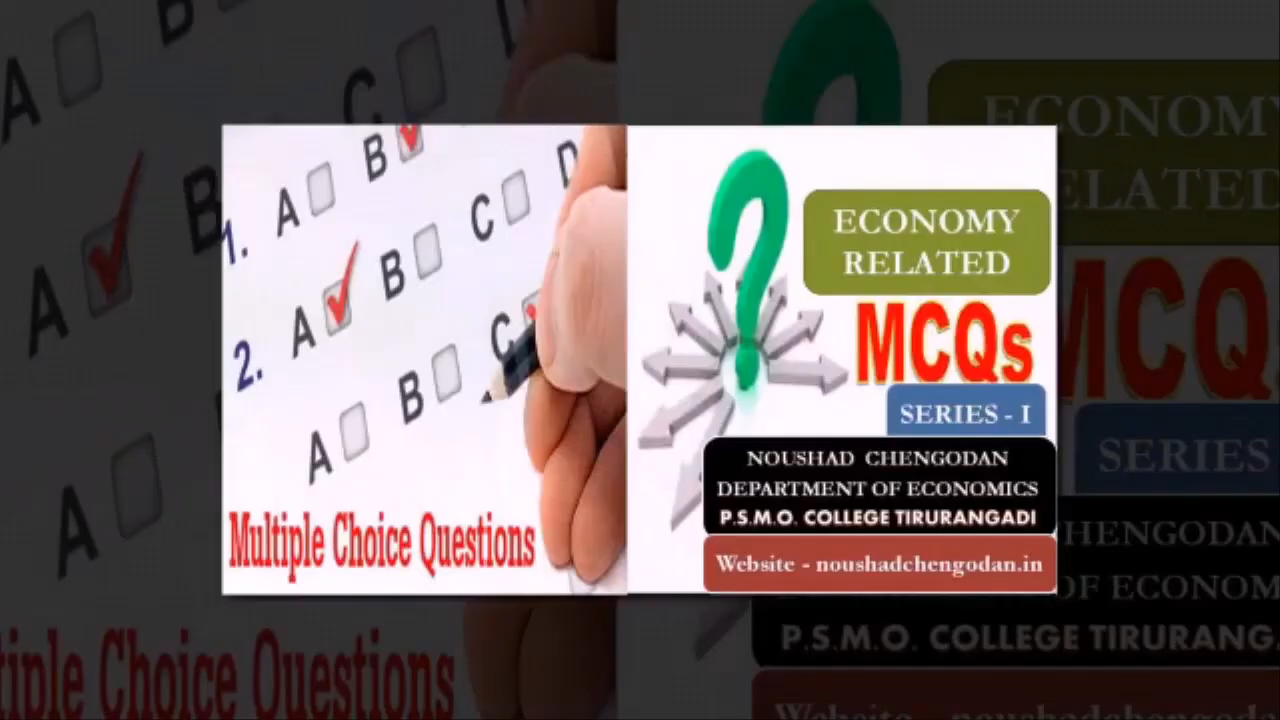 A B
1. A B C D
2. A B C
A B
Multiple Choice Questions
ECONOMY
RELATED
MCQs
SERIES - I
NOUSHAD CHENGODAN
DEPARTMENT OF ECONOMICS
P.S.M.O. COLLEGE TIRURANGADI
Website - noushadchengodan.in